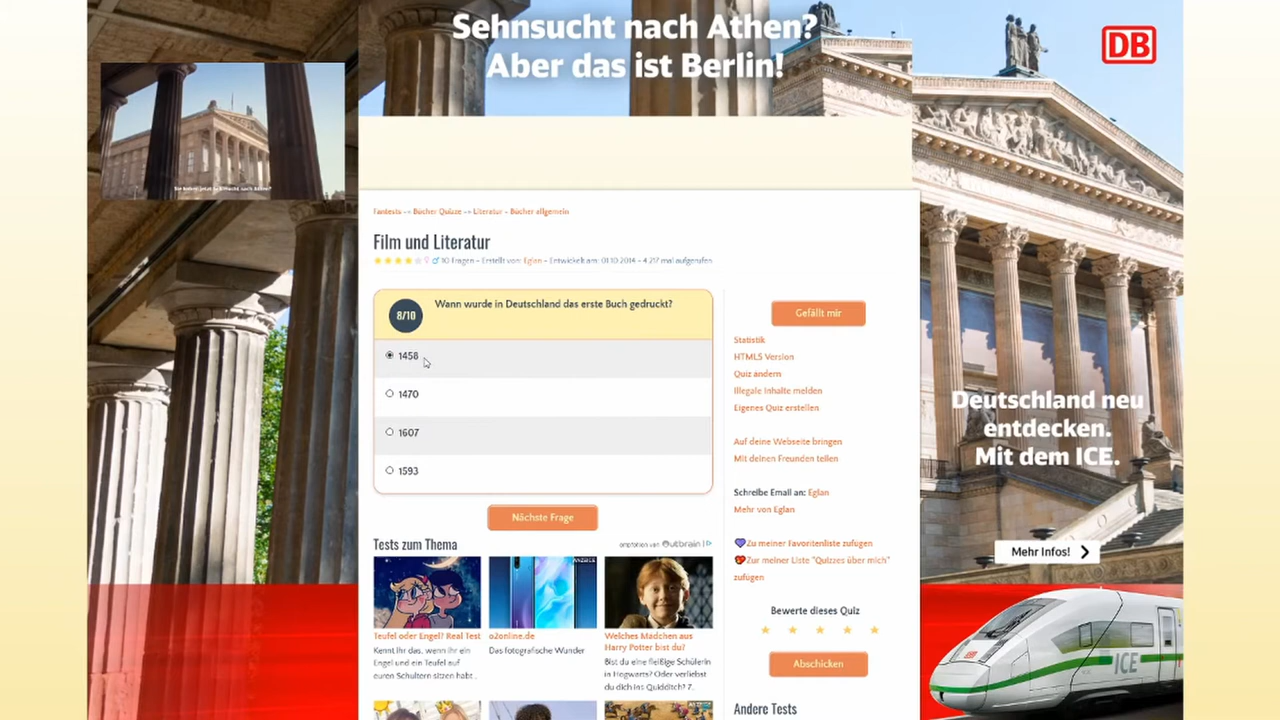 Sehnsucht nach Athen?
Aber das ist Berlin!
DB
Fantests -» Bücher Quizze -» Literatur - Bücher allgemein
Film und Literatur
10 Fragen - Erstellt von: Eglan - Entwickelt am: 01.10.2014 - 4.217 mal aufgerufen
8/10
Wann wurde in Deutschland das erste Buch gedruckt?
1458
1470
1607
1593
Nächste Frage
Gefällt mir
Statistik
HTML5 Version
Quiz ändern
Illegale Inhalte melden
Eigenes Quiz erstellen
Auf deine Webseite bringen
Mit deinen Freunden teilen
Schreibe Email an: Eglan
Mehr von Eglan
Zu meiner Favoritenliste zufügen
Zur meiner Liste "Quizzes über mich"
zufügen
Bewerte dieses Quiz
Abschicken
Andere Tests
Tests zum Thema
empfohlen von Outbrain
ANZEIGE
Teufel oder Engel? Real Test
Kennt Ihr das, wenn ihr ein
Engel und ein Teufel auf
euren Schultern sitzen habt .
o2online.de
Das fotografische Wunder
Welches Mädchen aus
Harry Potter bist du?
Bist du eine fleißige Schülerin
in Hogwarts? Oder verliebst
du dich ins Quidditch? 7.
Deutschland neu
entdecken.
Mit dem ICE.
Mehr Infos!
DB
ICE